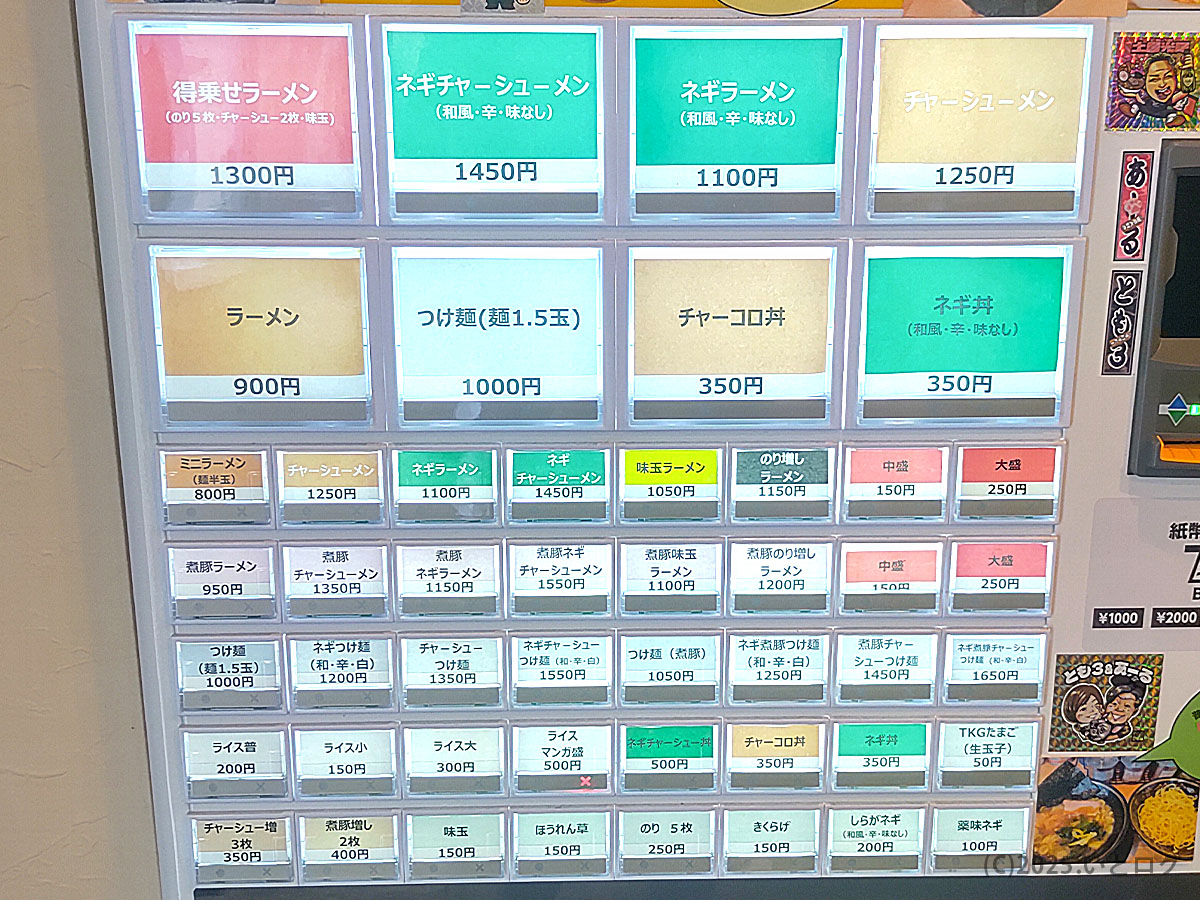 得乗せラーメン
(のり5枚・チャーシュー2枚・味玉)
1300円
ネギチャーシューメン
(和風・辛・味なし)
1450円
ネギラーメン
(和風・辛・味なし)
1100円
チャーシューメン
1250円
ラーメン
900円
つけ麺(麺1.5玉)
1000円
チャーコロ丼
350円
ネギ丼
(和風・辛・味なし)
350円
ミニラーメン
(麺半玉)
800円
チャーシューメン
1250円
ネギラーメン
1100円
ネギ
チャーシューメン
1450円
味玉ラーメン
1050円
のり増し
ラーメン
1150円
中盛
150円
大盛
250円
煮豚ラーメン
950円
煮豚
チャーシューメン
1350円
煮豚
ネギラーメン
1150円
煮豚ネギ
チャーシューメン
1550円
煮豚味玉
ラーメン
1100円
煮豚のり増し
ラーメン
1200円
中盛
150円
大盛
250円
つけ麺
(麺1.5玉)
1000円
ネギつけ麺
(和・辛・白)
1200円
チャーシュー
つけ麺
1350円
ネギチャーシュー
つけ麺 (和・辛・白)
1550円
つけ麺 (煮豚)
1050円
ネギ煮豚つけ麺
(和・辛・白)
1250円
煮豚チャー
シューつけ麺
1450円
ネギ煮豚チャーシュー
つけ麺 (和・辛・白)
1650円
ライス普
200円
ライス小
150円
ライス大
300円
ライス
マンガ盛
500円
ネギチャーシュー丼
500円
チャーコロ丼
350円
ネギ丼
350円
TKGたまご
(生玉子)
50円
チャーシュー増
3枚
350円
煮豚増し
2枚
400円
味玉
150円
ほうれん草
150円
のり 5枚
250円
きくらげ
150円
しらがネギ
(和風・辛・味なし)
200円
薬味ネギ
100円
あーる
とも3
紙幣
¥1000
¥2000
とも38あーる
(C)2025.いとログ